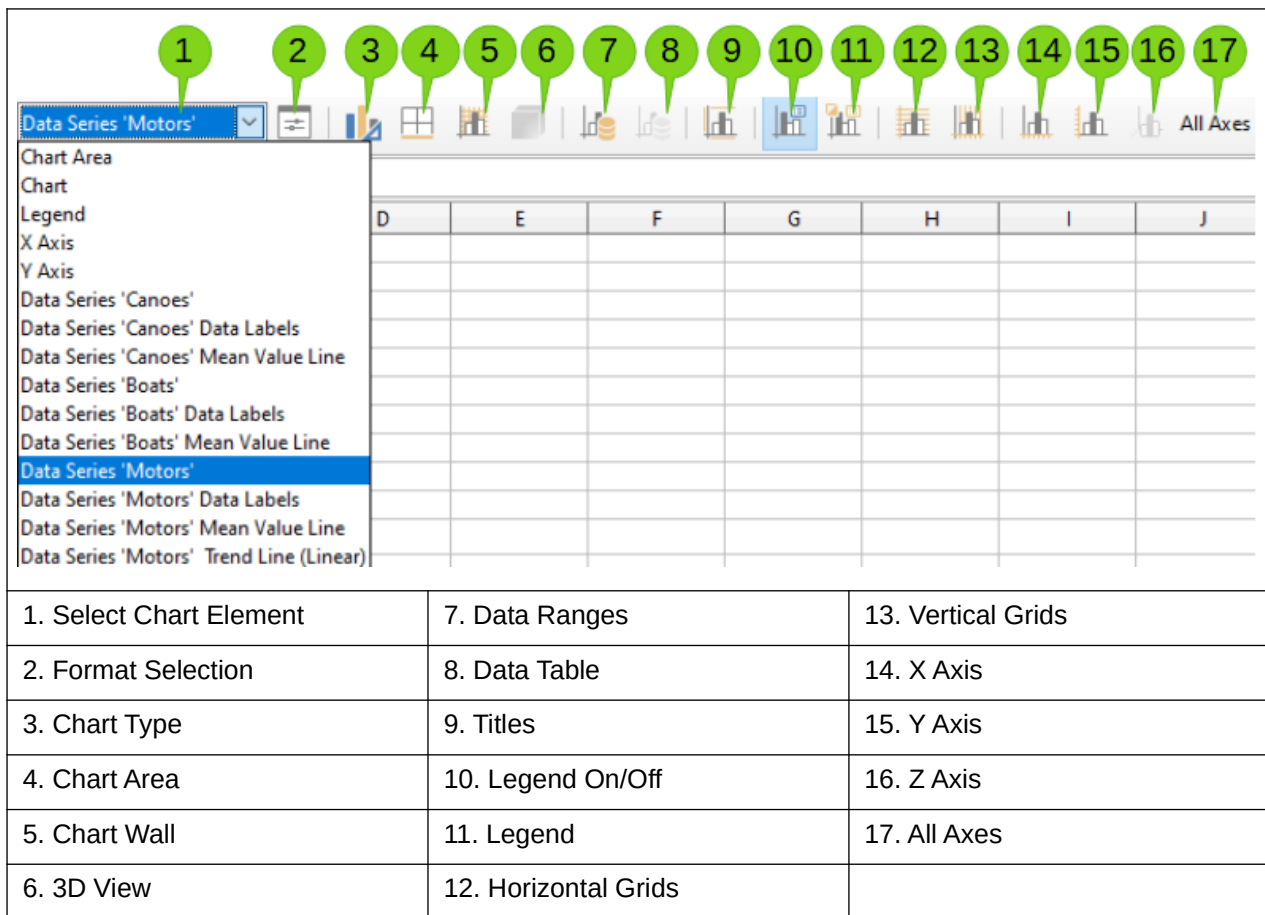 1 2 3 4 5 6 7 8 9 10 11 12 13 14 15 16 17
Data Series 'Motors' All Axes
Chart Area
Chart
Legend
D E F G H I J
X Axis
Y Axis
Data Series 'Canoes'
Data Series 'Canoes' Data Labels
Data Series 'Canoes' Mean Value Line
Data Series 'Boats'
Data Series 'Boats' Data Labels
Data Series 'Boats' Mean Value Line
Data Series 'Motors'
Data Series 'Motors' Data Labels
Data Series 'Motors' Mean Value Line
Data Series 'Motors'  Trend Line (Linear)
1. Select Chart Element 7. Data Ranges 13. Vertical Grids
2. Format Selection 8. Data Table 14. X Axis
3. Chart Type 9. Titles 15. Y Axis
4. Chart Area 10. Legend On/Off 16. Z Axis
5. Chart Wall 11. Legend 17. All Axes
6. 3D View 12. Horizontal Grids